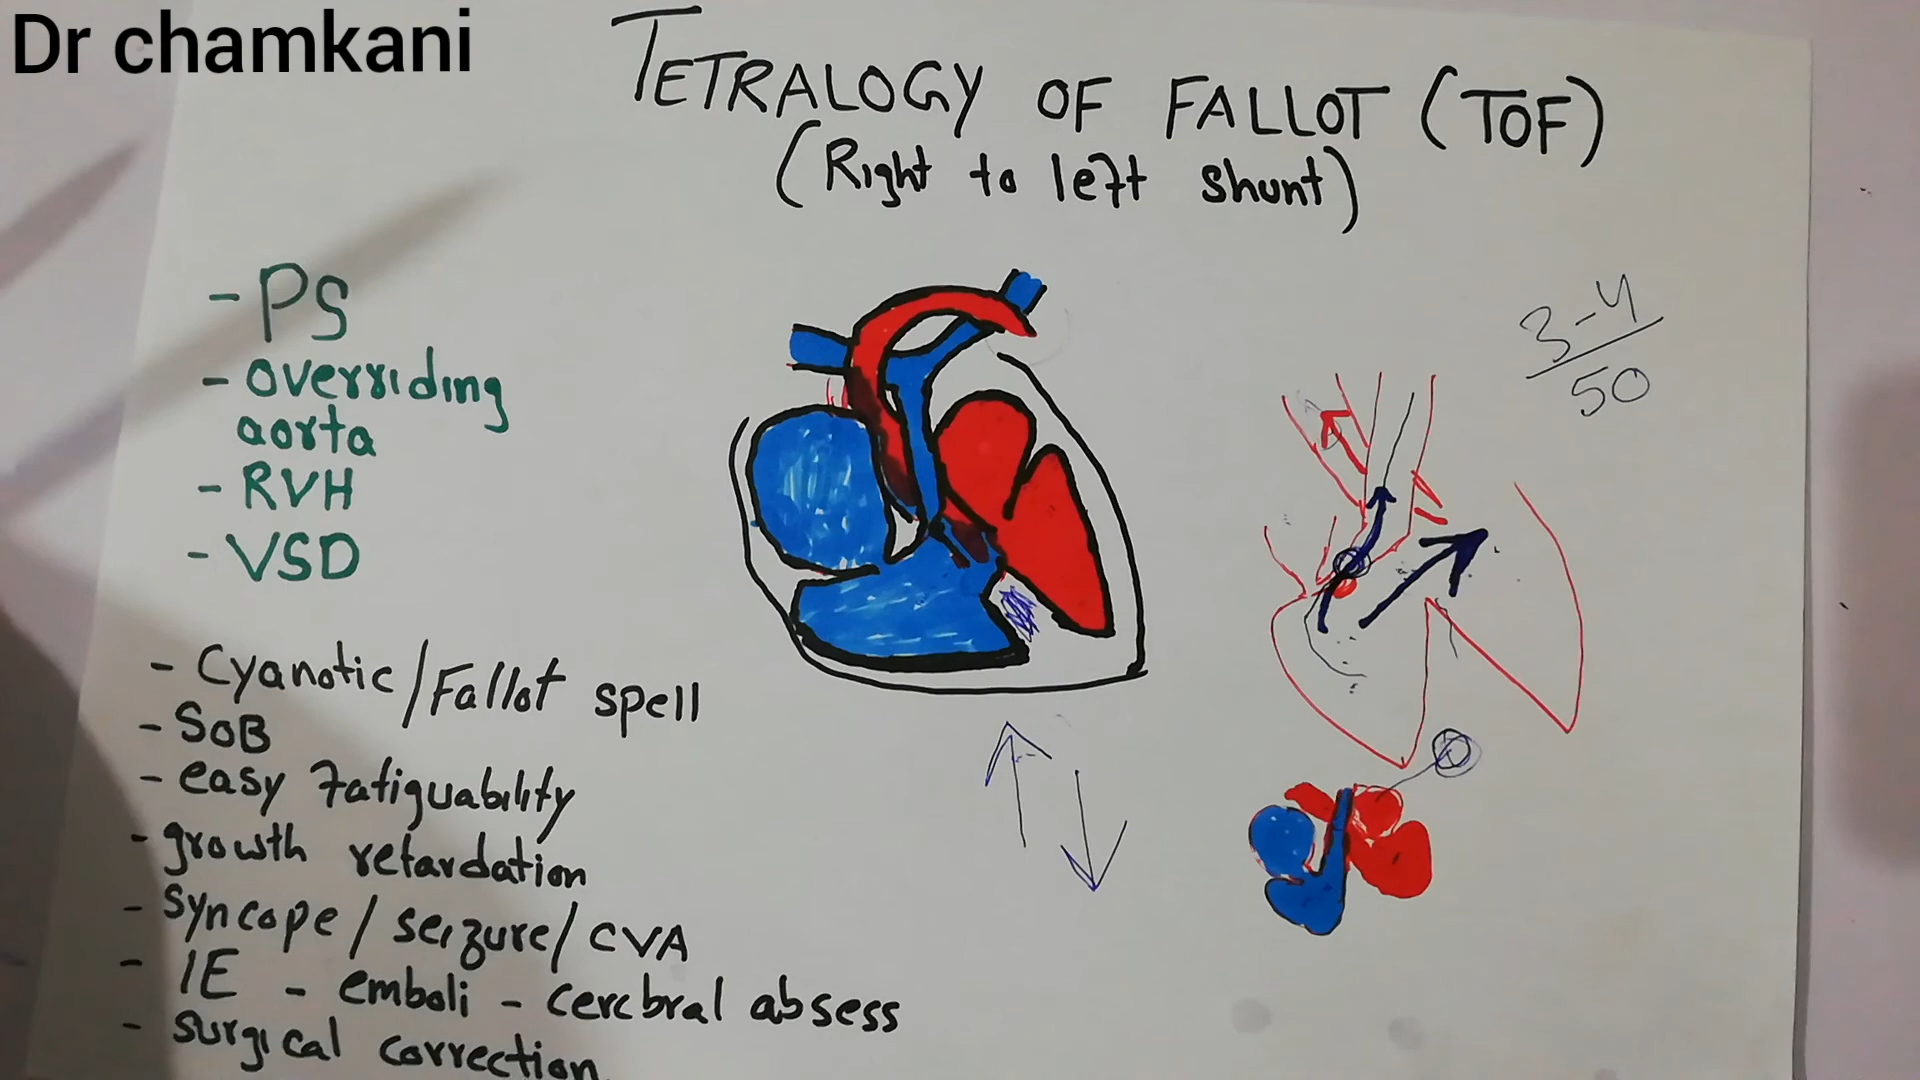 Dr chamkani
TETRALOGY OF FALLOT (TOF)
(Right to left shunt)
- PS
- overriding
aorta
- RVH
- VSD
3-4
50
- Cyanotic/Fallot spell
- SOB
- easy fatiguability
- growth retardation
- Syncope / seizure / CVA
- IE - emboli - cerebral absess
- surgical correction